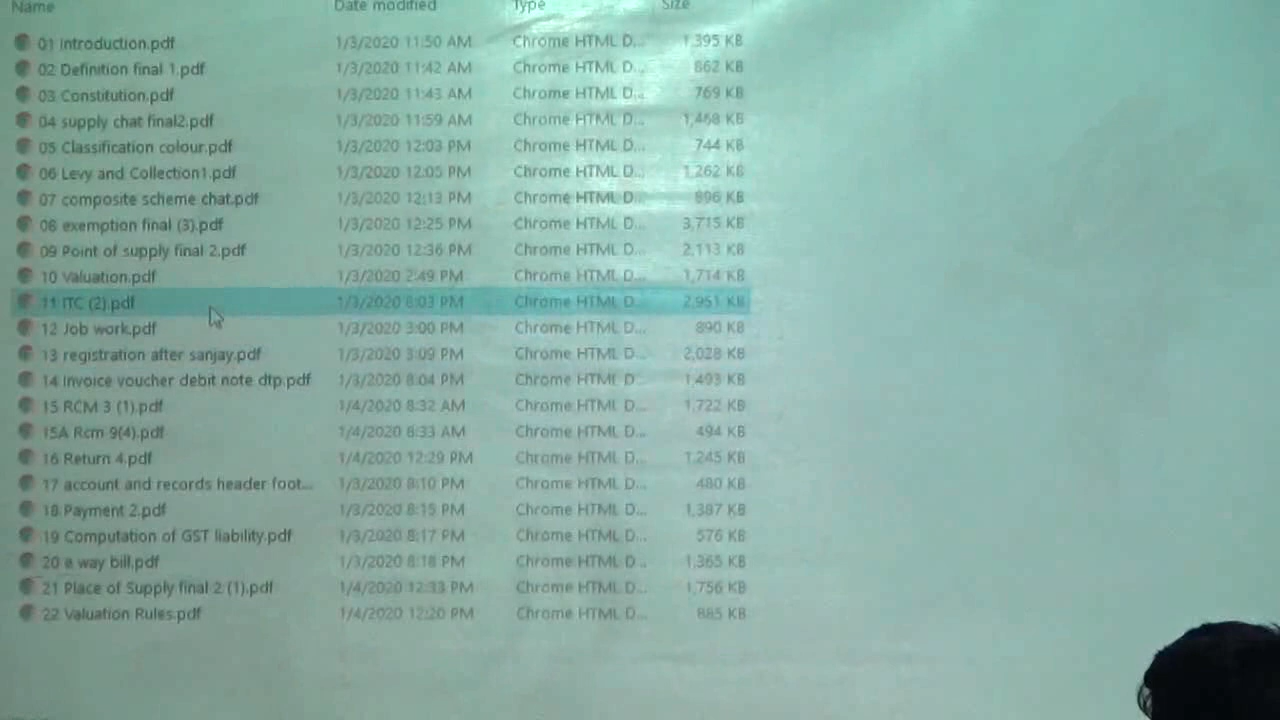 Name Date modified Type Size
01 Introduction.pdf 1/3/2020 11:50 AM Chrome HTML D... 1,395 KB
02 Definition final 1.pdf 1/3/2020 11:42 AM Chrome HTML D... 862 KB
03 Constitution.pdf 1/3/2020 11:43 AM Chrome HTML D... 769 KB
04 supply chat final2.pdf 1/3/2020 11:59 AM Chrome HTML D... 1,468 KB
05 Classification colour.pdf 1/3/2020 12:03 PM Chrome HTML D... 744 KB
06 Levy and Collection1.pdf 1/3/2020 12:05 PM Chrome HTML D... 1,262 KB
07 composite scheme chat.pdf 1/3/2020 12:13 PM Chrome HTML D... 896 KB
08 exemption final (3).pdf 1/3/2020 12:25 PM Chrome HTML D... 3,715 KB
09 Point of supply final 2.pdf 1/3/2020 12:36 PM Chrome HTML D... 2,113 KB
10 Valuation.pdf 1/3/2020 2:49 PM Chrome HTML D... 1,714 KB
11 ITC (2).pdf 1/3/2020 8:03 PM Chrome HTML D... 2,951 KB
12 Job work.pdf 1/3/2020 3:00 PM Chrome HTML D... 890 KB
13 registration after sanjay.pdf 1/3/2020 3:09 PM Chrome HTML D... 2,028 KB
14 Invoice voucher debit note dtp.pdf 1/3/2020 8:04 PM Chrome HTML D... 1,493 KB
15 RCM 3 (1).pdf 1/4/2020 8:32 AM Chrome HTML D... 1,722 KB
15A Rcm 9(4).pdf 1/4/2020 8:33 AM Chrome HTML D... 494 KB
16 Return 4.pdf 1/4/2020 12:29 PM Chrome HTML D... 1,245 KB
17 account and records header foot... 1/3/2020 8:10 PM Chrome HTML D... 480 KB
18 Payment 2.pdf 1/3/2020 8:15 PM Chrome HTML D... 1,387 KB
19 Computation of GST liability.pdf 1/3/2020 8:17 PM Chrome HTML D... 576 KB
20 e way bill.pdf 1/3/2020 8:18 PM Chrome HTML D... 1,365 KB
21 Place of Supply final 2 (1).pdf 1/4/2020 12:33 PM Chrome HTML D... 1,756 KB
22 Valuation Rules.pdf 1/4/2020 12:20 PM Chrome HTML D... 885 KB